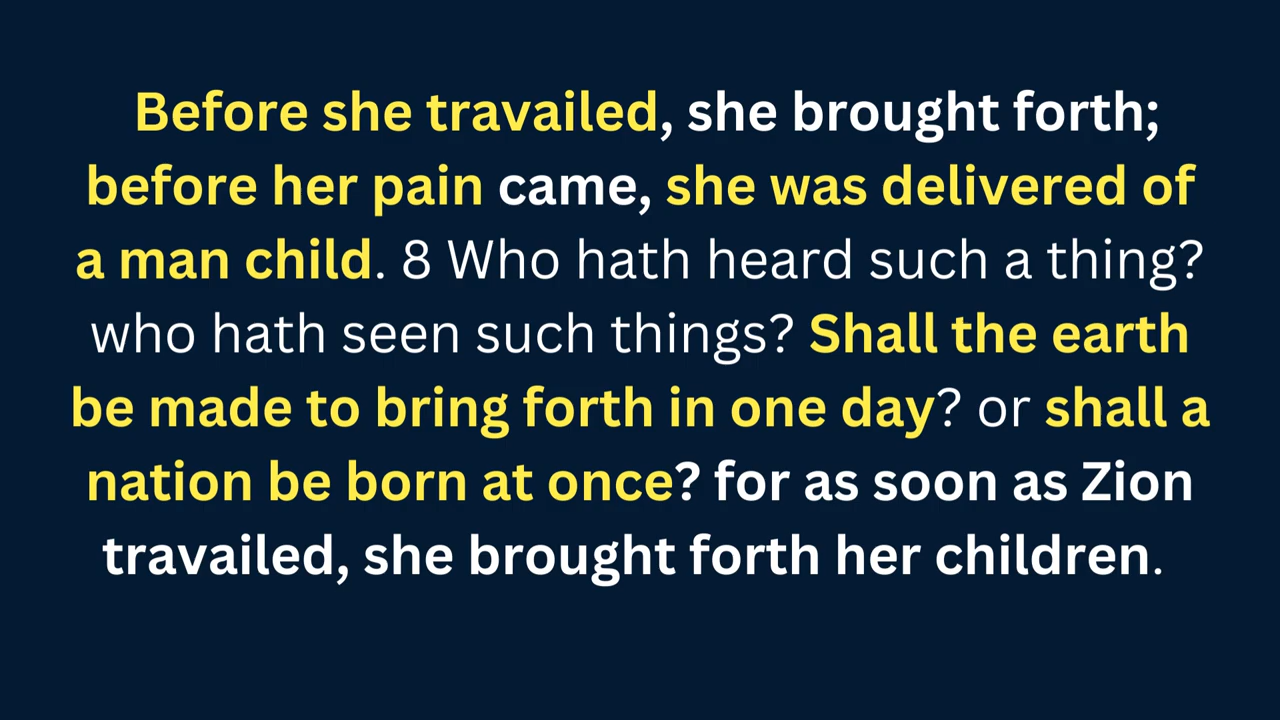 Before she travailed, she brought forth;
before her pain came, she was delivered of
a man child. 8 Who hath heard such a thing?
who hath seen such things? Shall the earth
be made to bring forth in one day? or shall a
nation be born at once? for as soon as Zion
travailed, she brought forth her children.